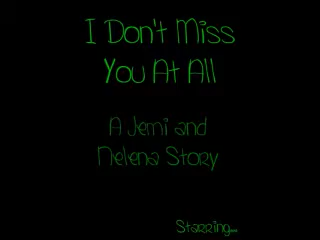 I Don't Miss
You At All
A Jemi and
Nelena Story
Starring...